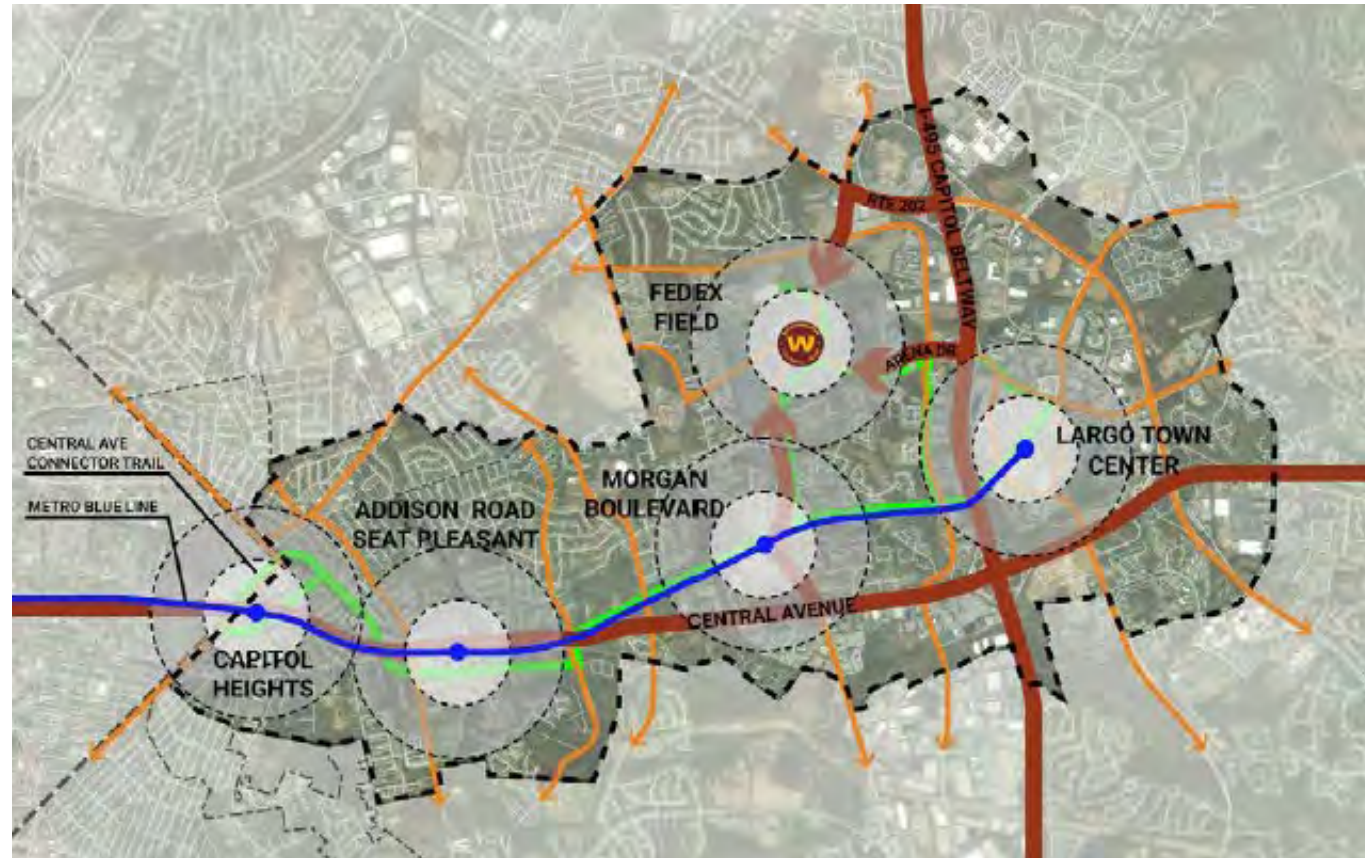 I-495 CAPITOL BELTWAY
RTE 202
FEDEX
FIELD
W
ARENA DR
LARGO TOWN
CENTER
CENTRAL AVE
CONNECTOR TRAIL
METRO BLUE LINE
MORGAN
BOULEVARD
ADDISON ROAD
SEAT PLEASANT
CENTRAL AVENUE
CAPITOL
HEIGHTS